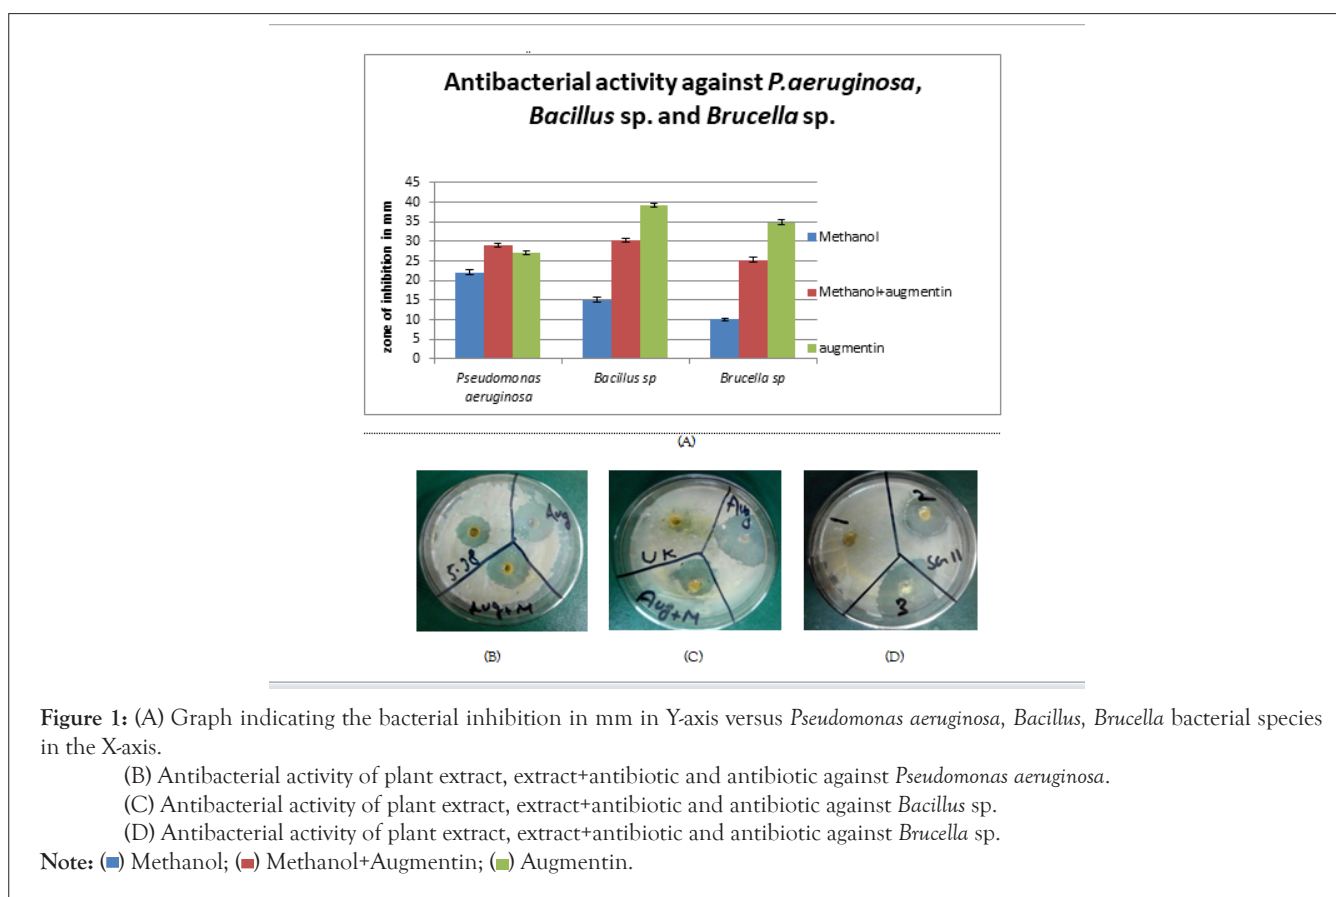 Antibacterial activity against P.aeruginosa,
Bacillus sp. and Brucella sp.
zone of inhibition in mm
45
40
35
30
25
20
15
10
5
0
Pseudomonas
aeruginosa
Bacillus sp
Brucella sp
Methanol
Methanol+augmentin
augmentin
(A)
Aug
5.38
Aug+M
Aug
UK
Aug+M
1
2
3
(B)
(C)
(D)
Figure 1: (A) Graph indicating the bacterial inhibition in mm in Y-axis versus Pseudomonas aeruginosa, Bacillus, Brucella bacterial species
in the X-axis.
(B) Antibacterial activity of plant extract, extract+antibiotic and antibiotic against Pseudomonas aeruginosa.
(C) Antibacterial activity of plant extract, extract+antibiotic and antibiotic against Bacillus sp.
(D) Antibacterial activity of plant extract, extract+antibiotic and antibiotic against Brucella sp.
Note: ( ) Methanol; ( ) Methanol+Augmentin; ( ) Augmentin.